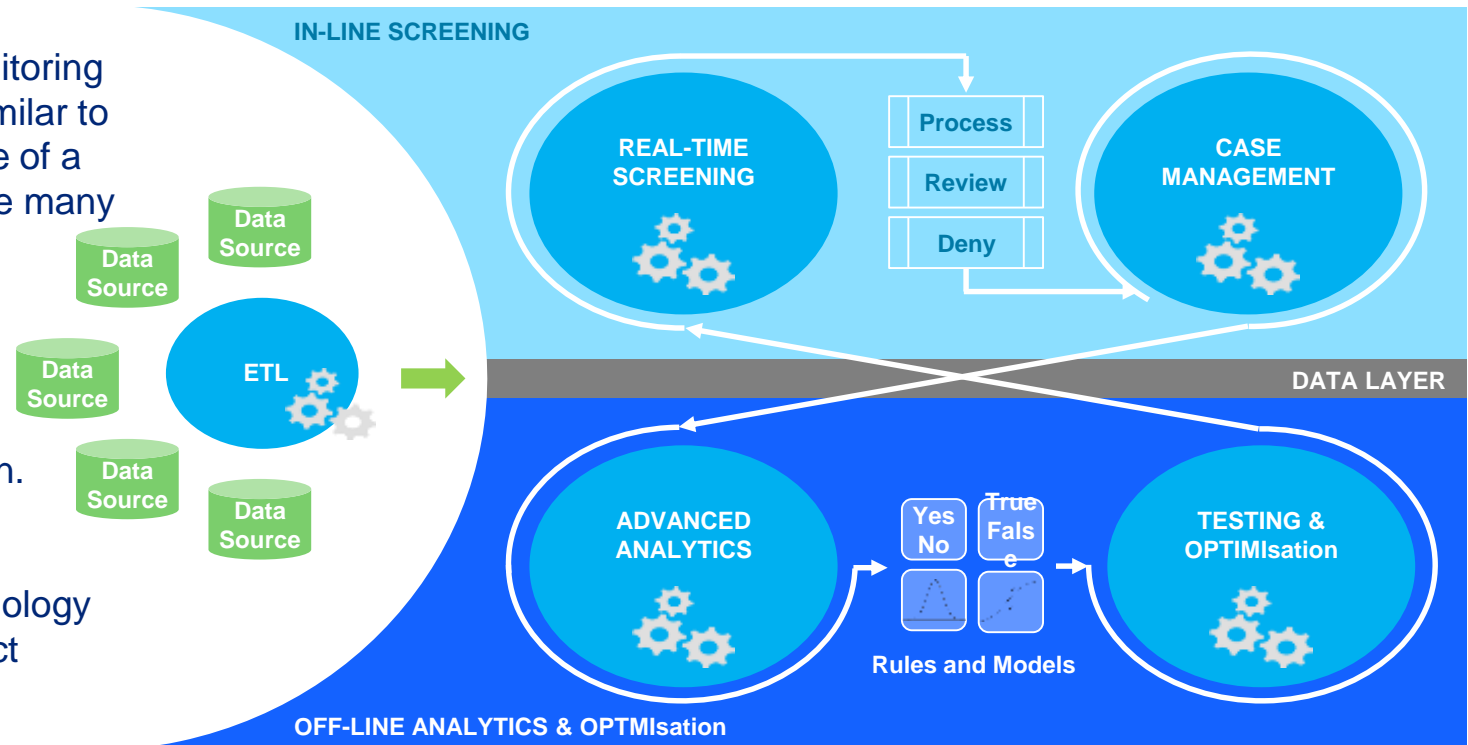 itoring
milar to
e of a
e many
n.
ology
ct
Data
Source
Data
Source
Data
Source
Data
Source
Data
Source
ETL
IN-LINE SCREENING
REAL-TIME
SCREENING
Process
Review
Deny
CASE
MANAGEMENT
DATA LAYER
ADVANCED
ANALYTICS
Yes
No
True
Fals
e
Rules and Models
TESTING &
OPTIMIsation
OFF-LINE ANALYTICS & OPTMIsation